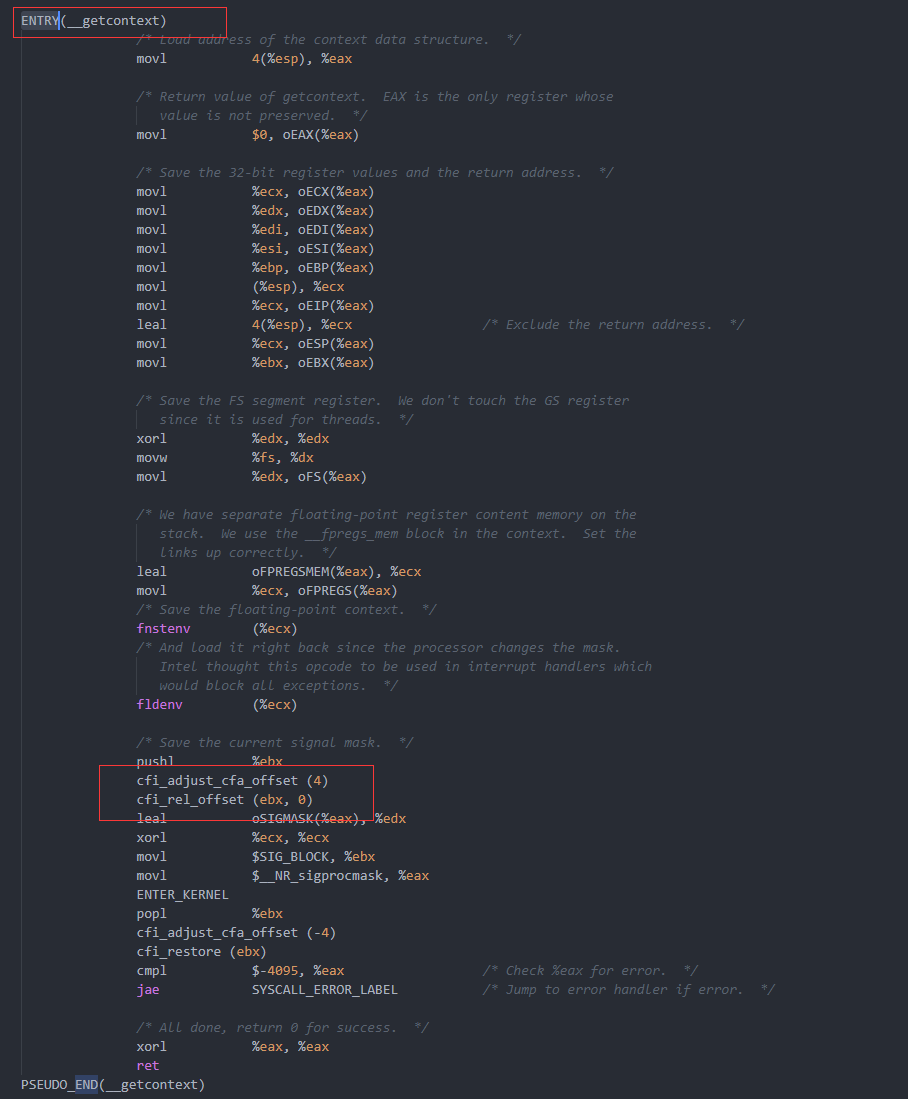 ENTRY(__getcontext)
/* Load address of the context data structure.  */
movl 4(%esp), %eax
/* Return value of getcontext.  EAX is the only register whose
value is not preserved.  */
movl $0, oEAX(%eax)
/* Save the 32-bit register values and the return address.  */
movl %ecx, oECX(%eax)
movl %edx, oEDX(%eax)
movl %edi, oEDI(%eax)
movl %esi, oESI(%eax)
movl %ebp, oEBP(%eax)
movl (%esp), %ecx
movl %ecx, oEIP(%eax)
leal 4(%esp), %ecx /* Exclude the return address.  */
movl %ecx, oESP(%eax)
movl %ebx, oEBX(%eax)
/* Save the FS segment register.  We don't touch the GS register
since it is used for threads.  */
xorl %edx, %edx
movw %fs, %dx
movl %edx, oFS(%eax)
/* We have separate floating-point register content memory on the
stack.  We use the __fpregs_mem block in the context.  Set the
links up correctly.  */
leal oFPREGSMEM(%eax), %ecx
movl %ecx, oFPREGS(%eax)
/* Save the floating-point context.  */
fnstenv (%ecx)
/* And load it right back since the processor changes the mask.
Intel thought this opcode to be used in interrupt handlers which
would block all exceptions.  */
fldenv (%ecx)
/* Save the current signal mask.  */
pushl %ebx
cfi_adjust_cfa_offset (4)
cfi_rel_offset (ebx, 0)
leal oSIGMASK(%eax), %edx
xorl %ecx, %ecx
movl $SIG_BLOCK, %ebx
movl $__NR_sigprocmask, %eax
ENTER_KERNEL
popl %ebx
cfi_adjust_cfa_offset (-4)
cfi_restore (ebx)
cmpl $-4095, %eax /* Check %eax for error.  */
jae SYSCALL_ERROR_LABEL /* Jump to error handler if error.  */
/* All done, return 0 for success.  */
xorl %eax, %eax
ret
PSEUDO_END(__getcontext)